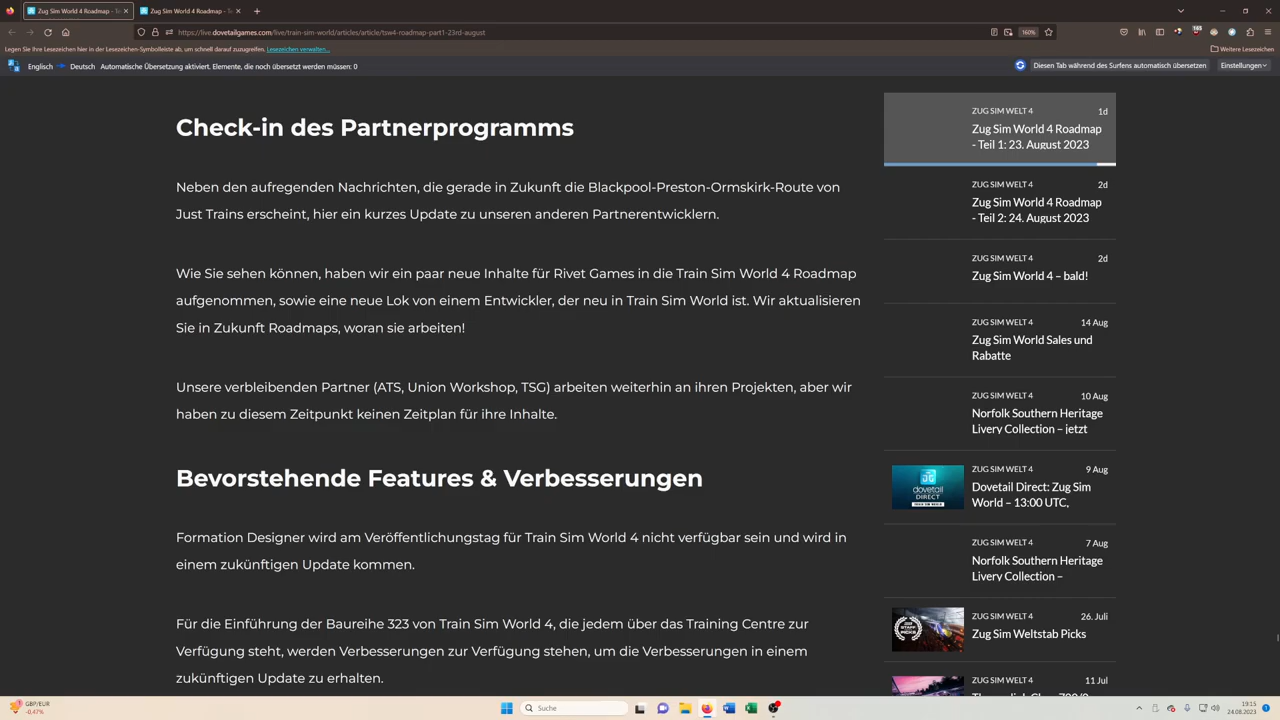 Zug Sim World 4 Roadmap - Te
Zug Sim World 4 Roadmap - Te
https://live.dovetailgames.com/live/train-sim-world/articles/article/tsw4-roadmap-part1-23rd-august
160%
Legen Sie Ihre Lesezeichen hier in der Lesezeichen-Symbolleiste ab, um schnell darauf zuzugreifen. Lesezeichen verwalten...
Weitere Lesezeichen
Englisch Deutsch Automatische Übersetzung aktiviert. Elemente, die noch übersetzt werden müssen: 0
Diesen Tab während des Surfens automatisch übersetzen
Einstellungen
Check-in des Partnerprogramms
Neben den aufregenden Nachrichten, die gerade in Zukunft die Blackpool-Preston-Ormskirk-Route von
Just Trains erscheint, hier ein kurzes Update zu unseren anderen Partnerentwicklern.
Wie Sie sehen können, haben wir ein paar neue Inhalte für Rivet Games in die Train Sim World 4 Roadmap
aufgenommen, sowie eine neue Lok von einem Entwickler, der neu in Train Sim World ist. Wir aktualisieren
Sie in Zukunft Roadmaps, woran sie arbeiten!
Unsere verbleibenden Partner (ATS, Union Workshop, TSG) arbeiten weiterhin an ihren Projekten, aber wir
haben zu diesem Zeitpunkt keinen Zeitplan für ihre Inhalte.
Bevorstehende Features & Verbesserungen
Formation Designer wird am Veröffentlichungstag für Train Sim World 4 nicht verfügbar sein und wird in
einem zukünftigen Update kommen.
Für die Einführung der Baureihe 323 von Train Sim World 4, die jedem über das Training Centre zur
Verfügung steht, werden Verbesserungen zur Verfügung stehen, um die Verbesserungen in einem
zukünftigen Update zu erhalten.
ZUG SIM WELT 4 1d
Zug Sim World 4 Roadmap
- Teil 1: 23. August 2023
ZUG SIM WELT 4 2d
Zug Sim World 4 Roadmap
- Teil 2: 24. August 2023
ZUG SIM WELT 4 2d
Zug Sim World 4 – bald!
ZUG SIM WELT 4 14 Aug
Zug Sim World Sales und
Rabatte
ZUG SIM WELT 4 10 Aug
Norfolk Southern Heritage
Livery Collection – jetzt
ZUG SIM WELT 4 9 Aug
dovetail
DIRECT
Dovetail Direct: Zug Sim
World – 13:00 UTC,
ZUG SIM WELT 4 7 Aug
Norfolk Southern Heritage
Livery Collection –
ZUG SIM WELT 4 26. Juli
STAFF
PICKS
Zug Sim Weltstab Picks
ZUG SIM WELT 4 11 Jul
GBP/EUR
-0.47%
Suche
19:15
24.08.2023